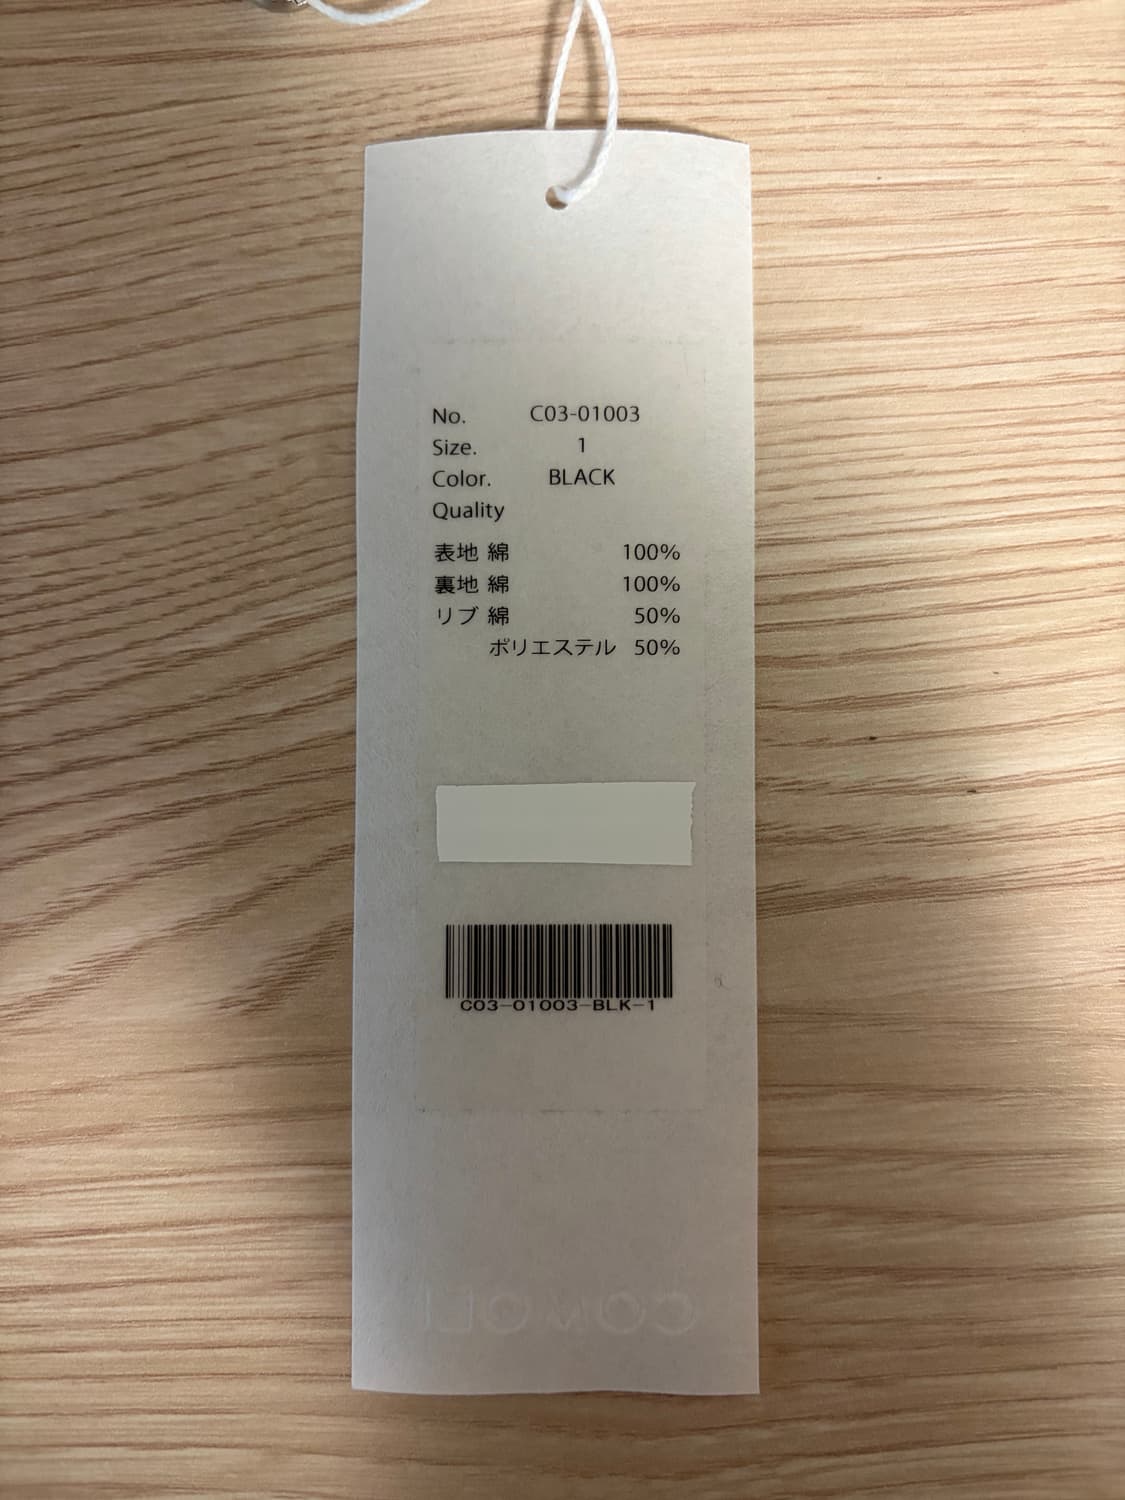 No. C03-01003
Size. 1
Color. BLACK
Quality
表地 綿 100%
裏地 綿 100%
リブ 綿 50%
ポリエステル 50%
C03-01003-BLK-1
COMOLI